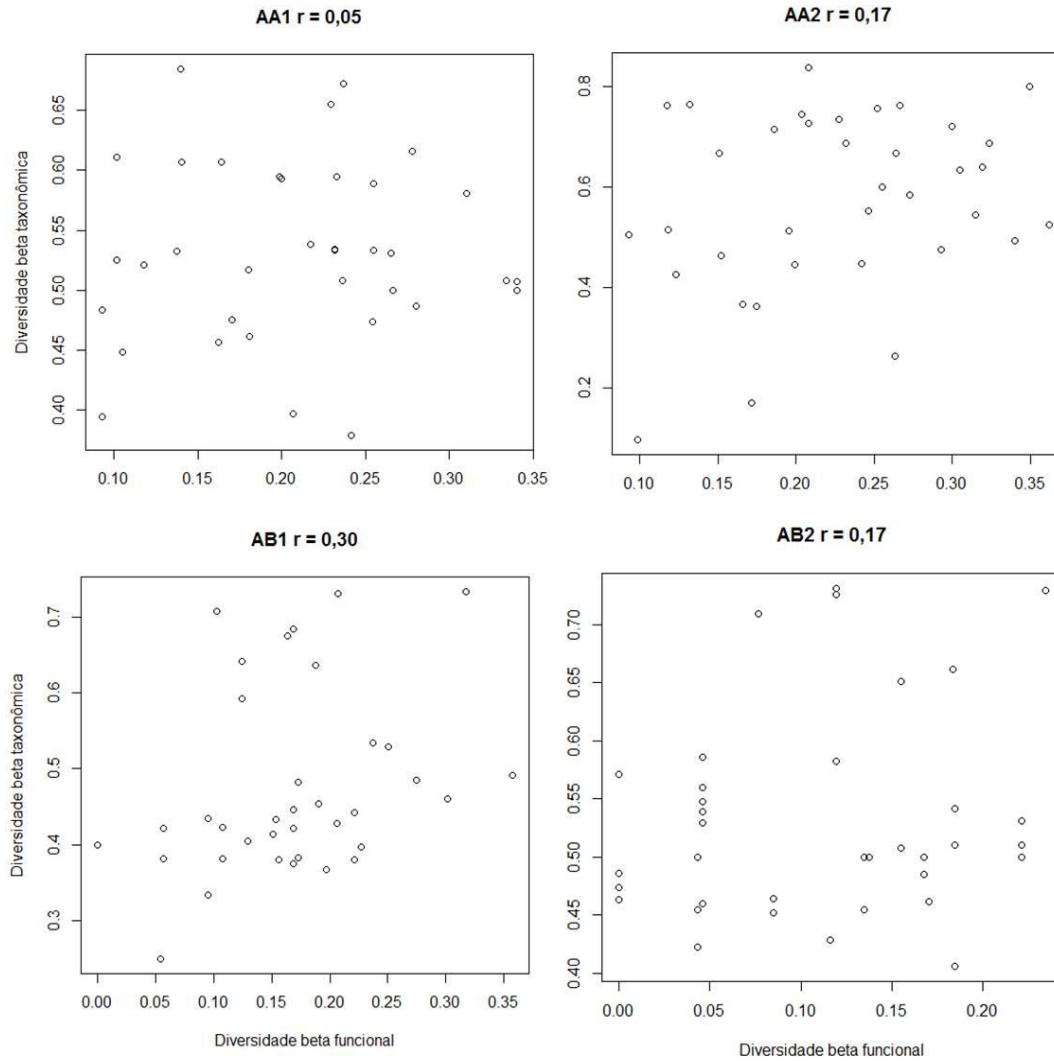 AA1 r = 0,05
Diversidade beta taxonômica
0.65
0.60
0.55
0.50
0.45
0.40
0.10 0.15 0.20 0.25 0.30 0.35
AA2 r = 0,17
0.8
0.6
0.4
0.2
0.10 0.15 0.20 0.25 0.30 0.35
AB1 r = 0,30
Diversidade beta taxonômica
0.7
0.6
0.5
0.4
0.3
0.00 0.05 0.10 0.15 0.20 0.25 0.30 0.35
Diversidade beta funcional
AB2 r = 0,17
0.70
0.65
0.60
0.55
0.50
0.45
0.40
0.00 0.05 0.10 0.15 0.20
Diversidade beta funcional